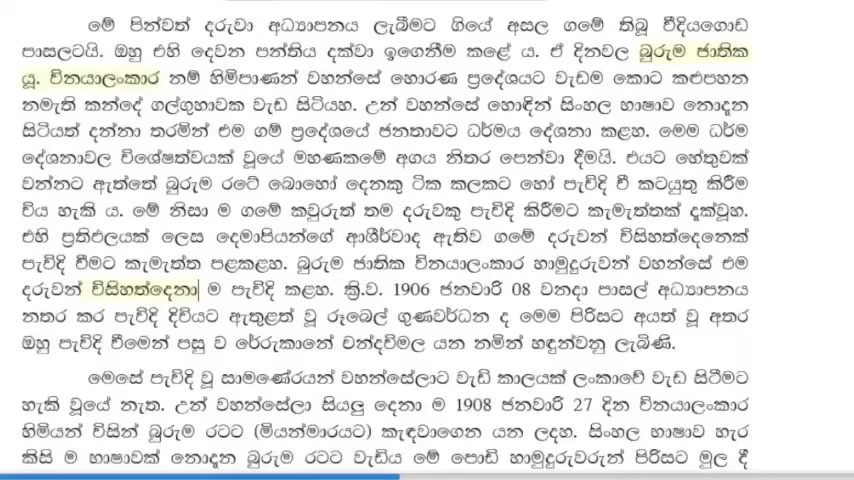 මේ පින්වත් දරුවා අධ්‍යාපනය ලැබීමට ගියේ අසල ගමේ තිබූ වීදියගොඩ
පාසලටයි. ඔහු එහි දෙවන පන්තිය දක්වා ඉගෙනීම කළේ ය. ඒ දිනවල බුරුම ජාතික
යූ. විනයාලංකාර නම් හිමිපාණන් වහන්සේ හොරණ ප්‍රදේශයට වැඩම කොට කළුපහන
නමැති කන්දේ ගල්ගුහාවක වැඩ සිටියහ. උන් වහන්සේ හොඳින් සිංහල භාෂාව නොදැන
සිටියත් දන්නා තරමින් එම ගම් ප්‍රදේශයේ ජනතාවට ධර්මය දේශනා කළහ. මෙම ධර්ම
දේශනාවල විශේෂත්වයක් වූයේ මහණකමේ අගය නිතර පෙන්වා දීමයි. එයට හේතුවක්
වන්නට ඇත්තේ බුරුම රටේ බොහෝ දෙනකු ටික කලකට හෝ පැවිදි වී කටයුතු කිරීම
විය හැකි ය. මේ නිසා ම ගමේ කවුරුත් තම දරුවකු පැවිදි කිරීමට කැමැත්තක් දැක්වූහ.
එහි ප්‍රතිඵලයක් ලෙස දෙමාපියන්ගේ ආශීර්වාද ඇතිව ගමේ දරුවන් විසිහත්දෙනෙක්
පැවිදි වීමට කැමැත්ත පළකළහ. බුරුම ජාතික විනයාලංකාර හාමුදුරුවන් වහන්සේ එම
දරුවන් විසිහත්දෙනා ම පැවිදි කළහ. ක්‍රි.ව. 1906 ජනවාරි 08 වනදා පාසල් අධ්‍යාපනය
නතර කර පැවිදි දිවියට ඇතුළත් වූ රූබෙල් ගුණවර්ධන ද මෙම පිරිසට අයත් වූ අතර
ඔහු පැවිදි වීමෙන් පසු ව රේරුකානේ චන්දවිමල යන නමින් හඳුන්වනු ලැබිණි.
මෙසේ පැවිදි වූ සාමණේරයන් වහන්සේලාට වැඩි කාලයක් ලංකාවේ වැඩ සිටීමට
හැකි වූයේ නැත. උන් වහන්සේලා සියලු දෙනා ම 1908 ජනවාරි 27 දින විනයාලංකාර
හිමියන් විසින් බුරුම රටට (මියන්මාරයට) කැඳවාගෙන යන ලදහ. සිංහල භාෂාව හැර
කිසි ම භාෂාවක් නොදැන බුරුම රටට වැඩිය මේ පොඩි හාමුදුරුවරුන් පිරිසට මුල දී